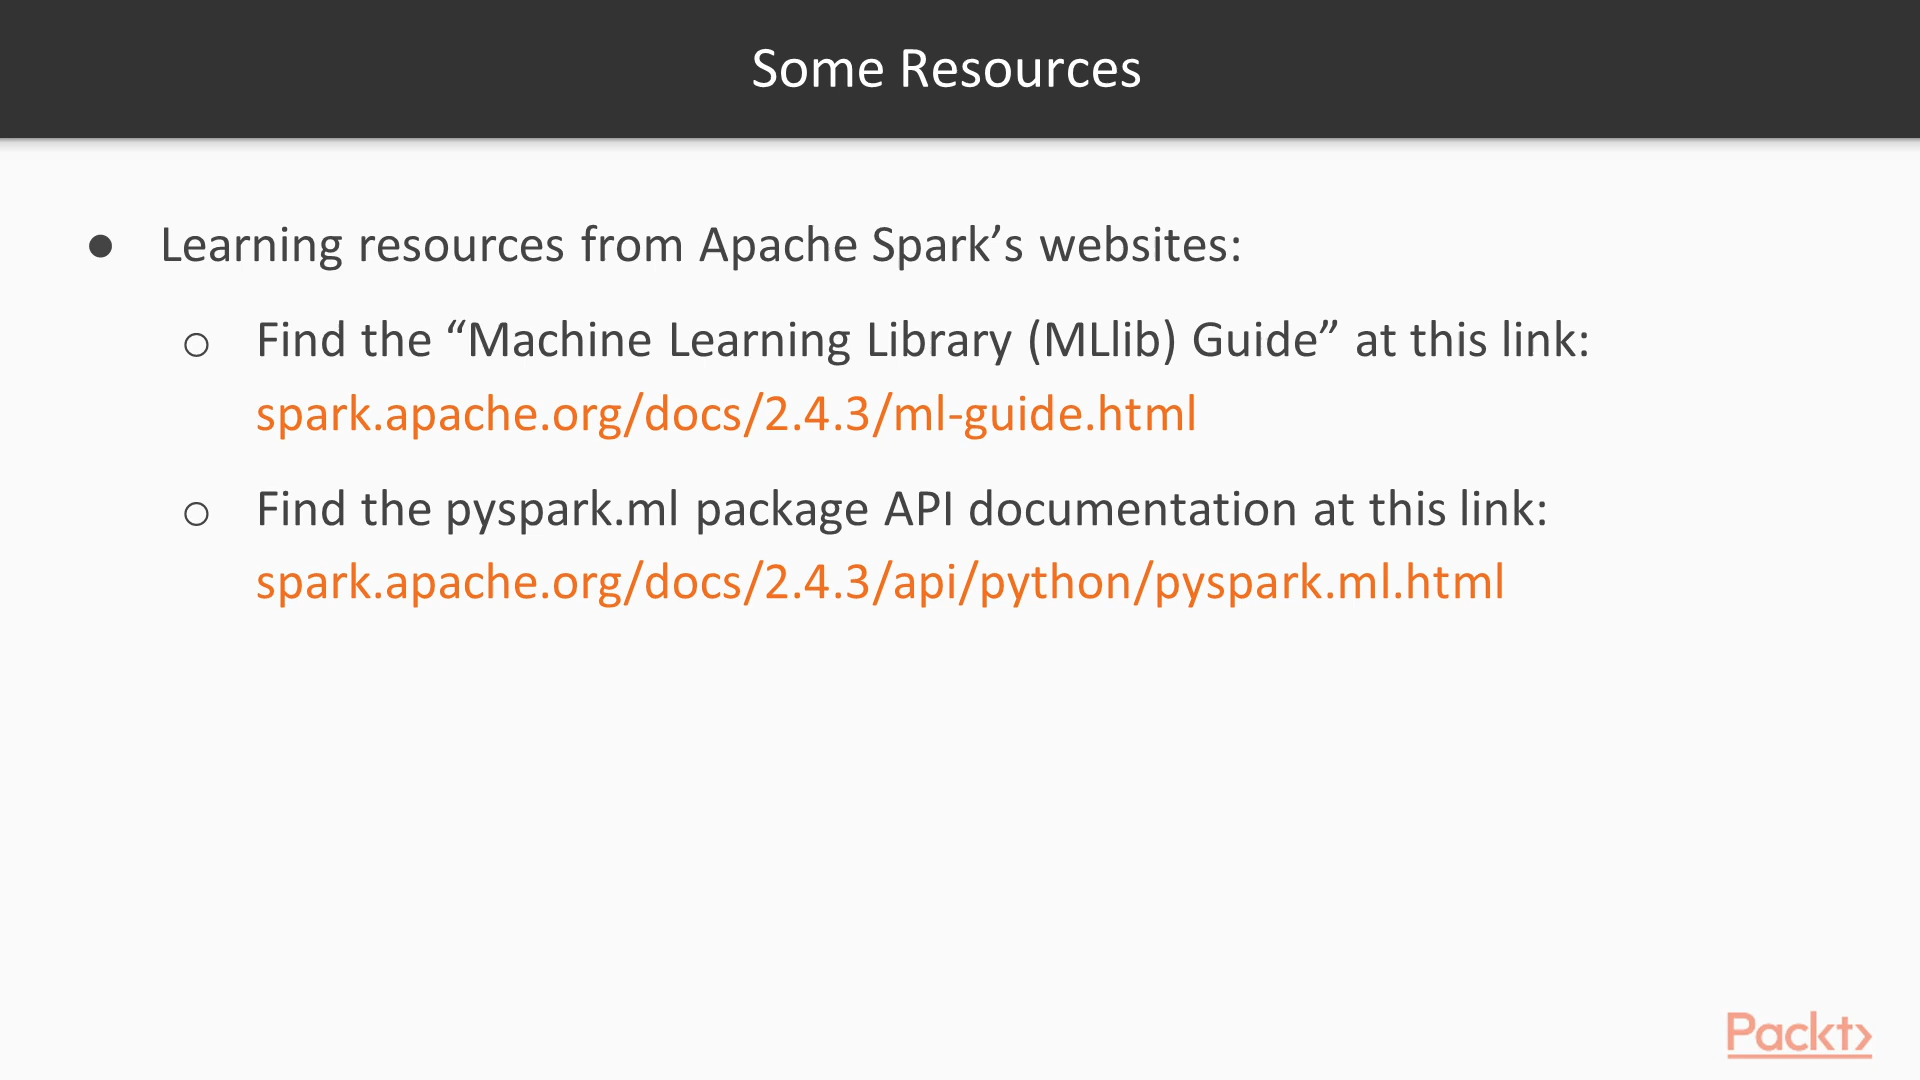 Some Resources
● Learning resources from Apache Spark’s websites:
○ Find the “Machine Learning Library (MLlib) Guide” at this link:
spark.apache.org/docs/2.4.3/ml-guide.html
○ Find the pyspark.ml package API documentation at this link:
spark.apache.org/docs/2.4.3/api/python/pyspark.ml.html
Packt>